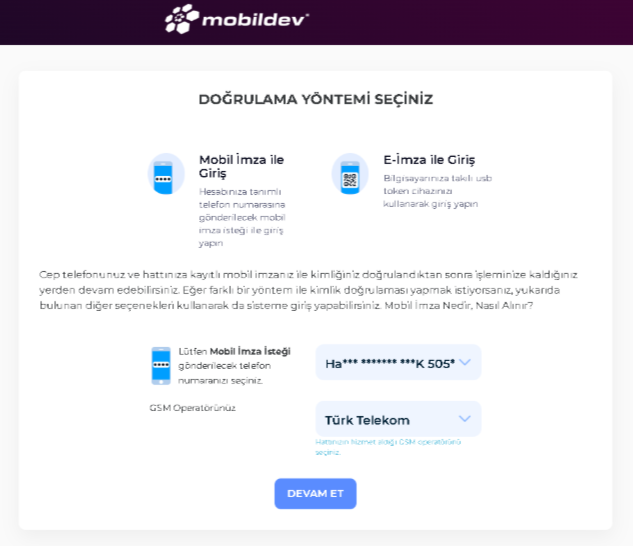 mobildev
DOĞRULAMA YÖNTEMİ SEÇİNİZ
Mobil İmza ile
Giriş
Hesabınıza tanımlı
telefon numarasına
gönderilecek mobil
imza isteği ile giriş
yapın
E-İmza ile Giriş
Bilgisayarınıza takılı usb
token cihazınızı
kullanarak giriş yapın
Cep telefonunuz ve hattınıza kayıtlı mobil imzanız ile kimliğiniz doğrulandıktan sonra işleminize kaldığınız
yerden devam edebilirsiniz. Eğer farklı bir yöntem ile kimlik doğrulaması yapmak istiyorsanız, yukarıda
bulunan diğer seçenekleri kullanarak da sisteme giriş yapabilirsiniz. Mobil İmza Nedir, Nasıl Alınır?
Lütfen Mobil İmza İsteği
gönderilecek telefon
numaranızı seçiniz.
Ha*** ******* ***K 505*
GSM Operatörünüz
Türk Telekom
Hattınızın hizmet aldığı GSM operatörünü
seçiniz.
DEVAM ET